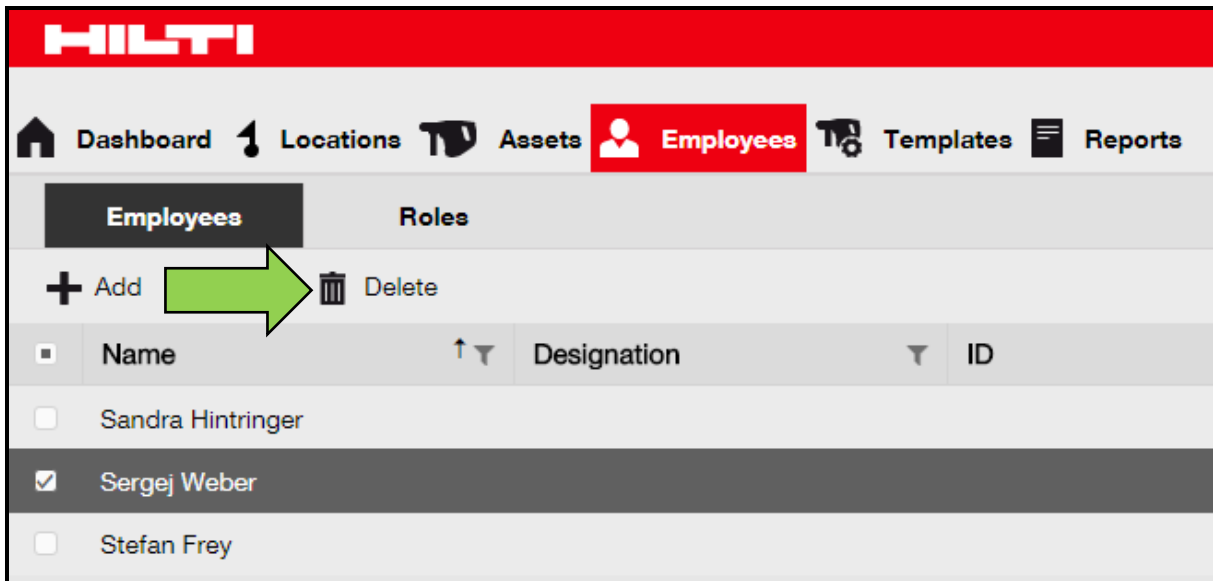 HILTI
Dashboard Locations Assets Employees Templates Reports
Employees Roles
Add Delete
Name Designation ID
Sandra Hintringer
Sergej Weber
Stefan Frey